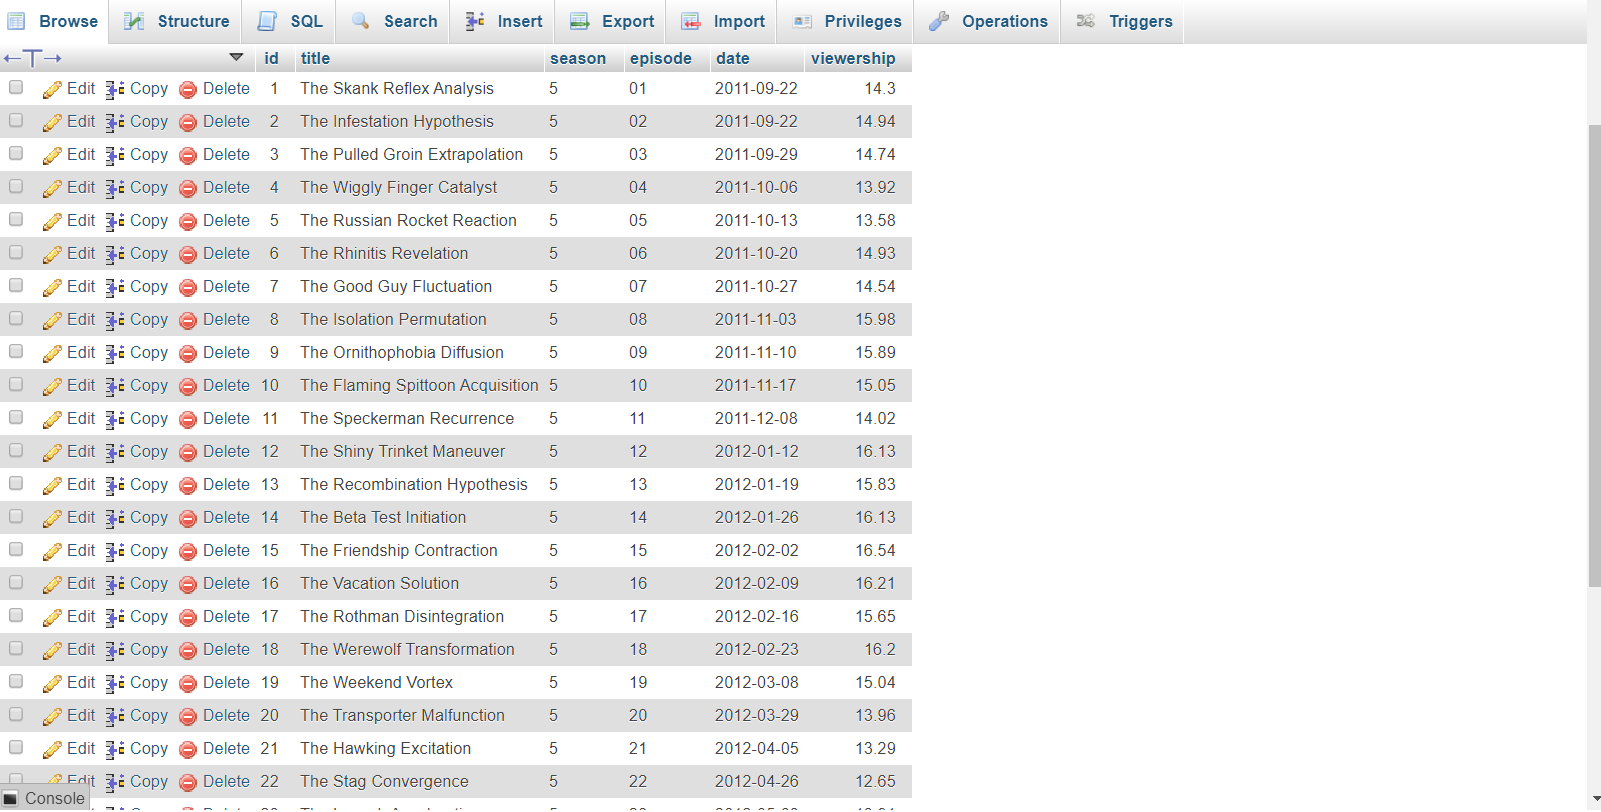 Browse Structure SQL Search Insert Export Import Privileges Operations Triggers
id title season episode date viewership
Edit Copy Delete 1 The Skank Reflex Analysis 5 01 2011-09-22 14.3
Edit Copy Delete 2 The Infestation Hypothesis 5 02 2011-09-22 14.94
Edit Copy Delete 3 The Pulled Groin Extrapolation 5 03 2011-09-29 14.74
Edit Copy Delete 4 The Wiggly Finger Catalyst 5 04 2011-10-06 13.92
Edit Copy Delete 5 The Russian Rocket Reaction 5 05 2011-10-13 13.58
Edit Copy Delete 6 The Rhinitis Revelation 5 06 2011-10-20 14.93
Edit Copy Delete 7 The Good Guy Fluctuation 5 07 2011-10-27 14.54
Edit Copy Delete 8 The Isolation Permutation 5 08 2011-11-03 15.98
Edit Copy Delete 9 The Ornithophobia Diffusion 5 09 2011-11-10 15.89
Edit Copy Delete 10 The Flaming Spittoon Acquisition 5 10 2011-11-17 15.05
Edit Copy Delete 11 The Speckerman Recurrence 5 11 2011-12-08 14.02
Edit Copy Delete 12 The Shiny Trinket Maneuver 5 12 2012-01-12 16.13
Edit Copy Delete 13 The Recombination Hypothesis 5 13 2012-01-19 15.83
Edit Copy Delete 14 The Beta Test Initiation 5 14 2012-01-26 16.13
Edit Copy Delete 15 The Friendship Contraction 5 15 2012-02-02 16.54
Edit Copy Delete 16 The Vacation Solution 5 16 2012-02-09 16.21
Edit Copy Delete 17 The Rothman Disintegration 5 17 2012-02-16 15.65
Edit Copy Delete 18 The Werewolf Transformation 5 18 2012-02-23 16.2
Edit Copy Delete 19 The Weekend Vortex 5 19 2012-03-08 15.04
Edit Copy Delete 20 The Transporter Malfunction 5 20 2012-03-29 13.96
Edit Copy Delete 21 The Hawking Excitation 5 21 2012-04-05 13.29
Edit Copy Delete 22 The Stag Convergence 5 22 2012-04-26 12.65
Console